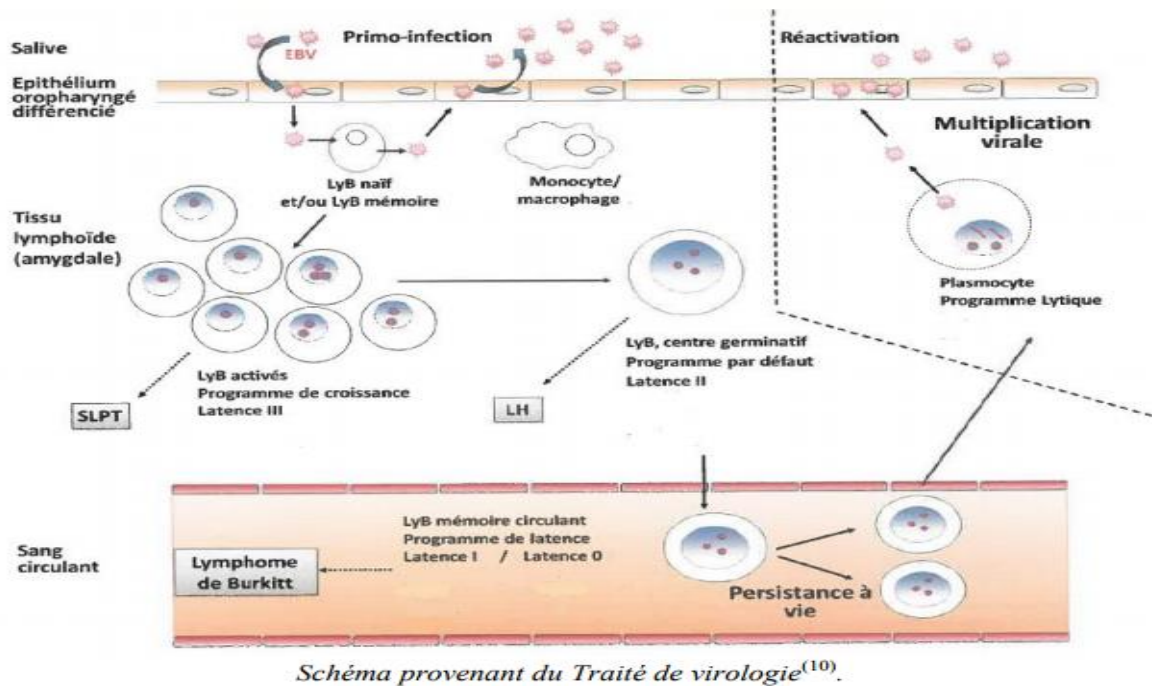 Salive
EBV
Primo-infection
Réactivation
Epithélium
oropharyngé
différencié
LyB naïf
et/ou LyB mémoire
Monocyte/
macrophage
Multiplication
virale
Tissu
lymphoïde
(amygdale)
Plasmocyte
Programme Lytique
LyB activés
Programme de croissance
Latence III
SLPT
LyB, centre germinatif
Programme par défaut
Latence II
LH
Sang
circulant
Lymphome
de Burkitt
LyB mémoire circulant
Programme de latence
Latence I / Latence 0
Persistance à
vie
Schéma provenant du Traité de virologie(10).